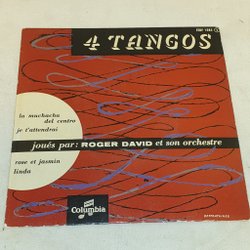 4 TANGOS
la muchacha
del centro
je t'attendrai
joués par: ROGER DAVID et son orchestre
rose et jasmin
linda
Columbia